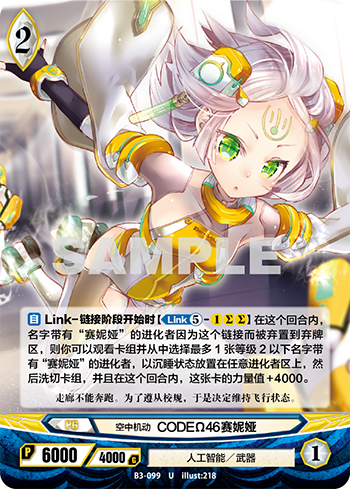 2
SAMPLE
自 Link-链接阶段开始时【Link 5 - 1 Σ Σ】在这个回合内,
名字带有“赛妮娅”的进化者因为这个链接而被弃置到弃牌
区，则你可以观看卡组并从中选择最多 1 张等级 2 以下名字带
有“赛妮娅”的进化者，以沉睡状态放置在任意进化者区上，然
后洗切卡组，并且在这个回合内，这张卡的力量值 +4000。
走廊不能奔跑。为了遵从校规，于是决定维持飞行状态。
空中机动 CODEΩ46赛妮娅
P 6000 / 4000 G 人工智能／武器 1
B3-099 U illust:218